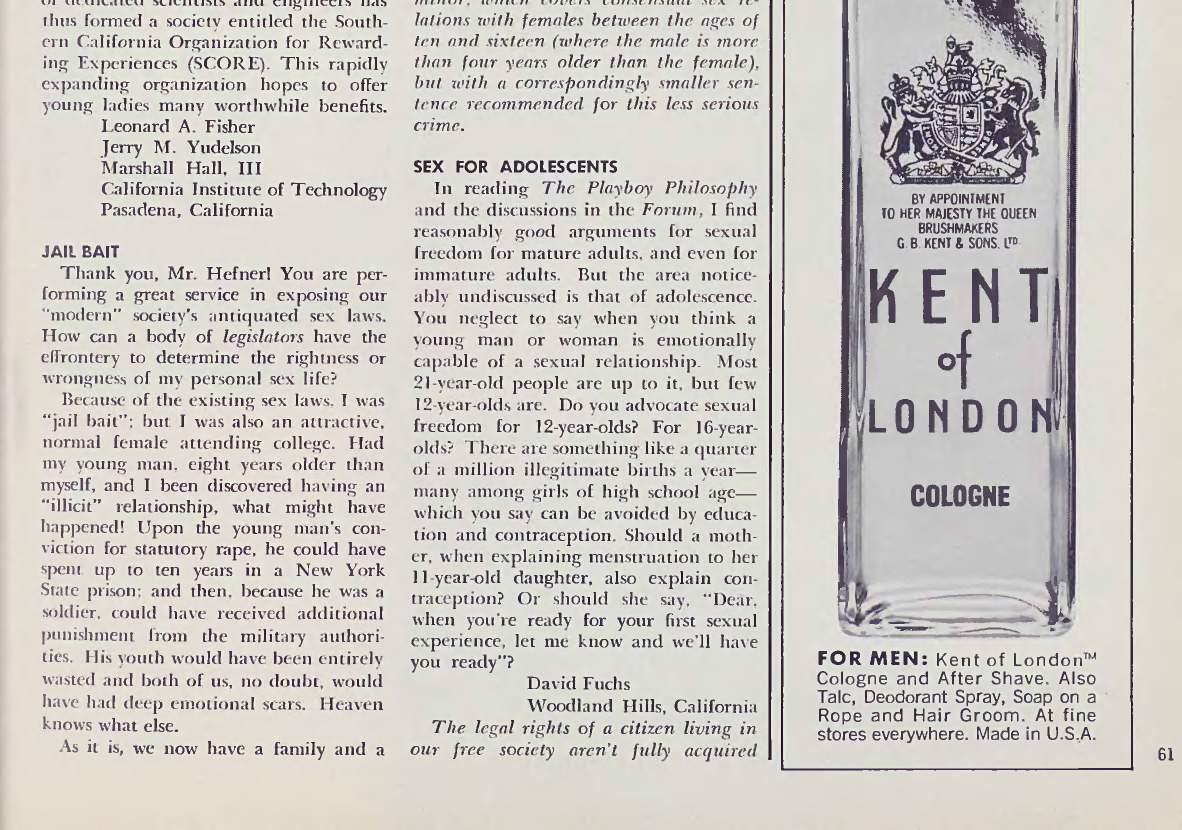 of dedicated scientists and engineers has
thus formed a society entitled the South-
ern California Organization for Reward-
ing Experiences (SCORE). This rapidly
expanding organization hopes to offer
young ladies many worthwhile benefits.
Leonard A. Fisher
Jerry M. Yudelson
Marshall Hall, III
California Institute of Technology
Pasadena, California
JAIL BAIT
Thank you, Mr. Hefner! You are per-
forming a great service in exposing our
"modern" society's antiquated sex laws.
How can a body of legislators have the
effrontery to determine the rightness or
wrongness of my personal sex life?
Because of the existing sex laws, I was
"jail bait"; but I was also an attractive,
normal female attending college. Had
my young man, eight years older than
myself, and I been discovered having an
"illicit" relationship, what might have
happened! Upon the young man's con-
viction for statutory rape, he could have
spent up to ten years in a New York
State prison; and then, because he was a
soldier, could have received additional
punishment from the military authori-
ties. His youth would have been entirely
wasted and both of us, no doubt, would
have had deep emotional scars. Heaven
knows what else.
As it is, we now have a family and a
minor, which covers consensual sex re-
lations with females between the ages of
ten and sixteen (where the male is more
than four years older than the female),
but with a correspondingly smaller sen-
tence recommended for this less serious
crime.
SEX FOR ADOLESCENTS
In reading The Playboy Philosophy
and the discussions in the Forum, I find
reasonably good arguments for sexual
freedom for mature adults, and even for
immature adults. But the area notice-
ably undiscussed is that of adolescence.
You neglect to say when you think a
young man or woman is emotionally
capable of a sexual relationship. Most
21-year-old people are up to it, but few
12-year-olds are. Do you advocate sexual
freedom for 12-year-olds? For 16-year-
olds? There are something like a quarter
of a million illegitimate births a year—
many among girls of high school age—
which you say can be avoided by educa-
tion and contraception. Should a moth-
er, when explaining menstruation to her
11-year-old daughter, also explain con-
traception? Or should she say, "Dear,
when you're ready for your first sexual
experience, let me know and we'll have
you ready"?
David Fuchs
Woodland Hills, California
The legal rights of a citizen living in
our free society aren't fully acquired
BY APPOINTMENT
TO HER MAJESTY THE QUEEN
BRUSHMAKERS
G. B. KENT & SONS. LTD.
KENT
of
LONDON
COLOGNE
FOR MEN: Kent of London™
Cologne and After Shave. Also
Talc, Deodorant Spray, Soap on a
Rope and Hair Groom. At fine
stores everywhere. Made in U.S.A.
61